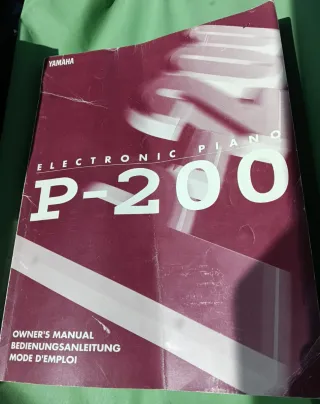 YAMAHA
ELECTRONIC PIANO
P-200
OWNER'S MANUAL
BEDIENUNGSANLEITUNG
MODE D'EMPLOI